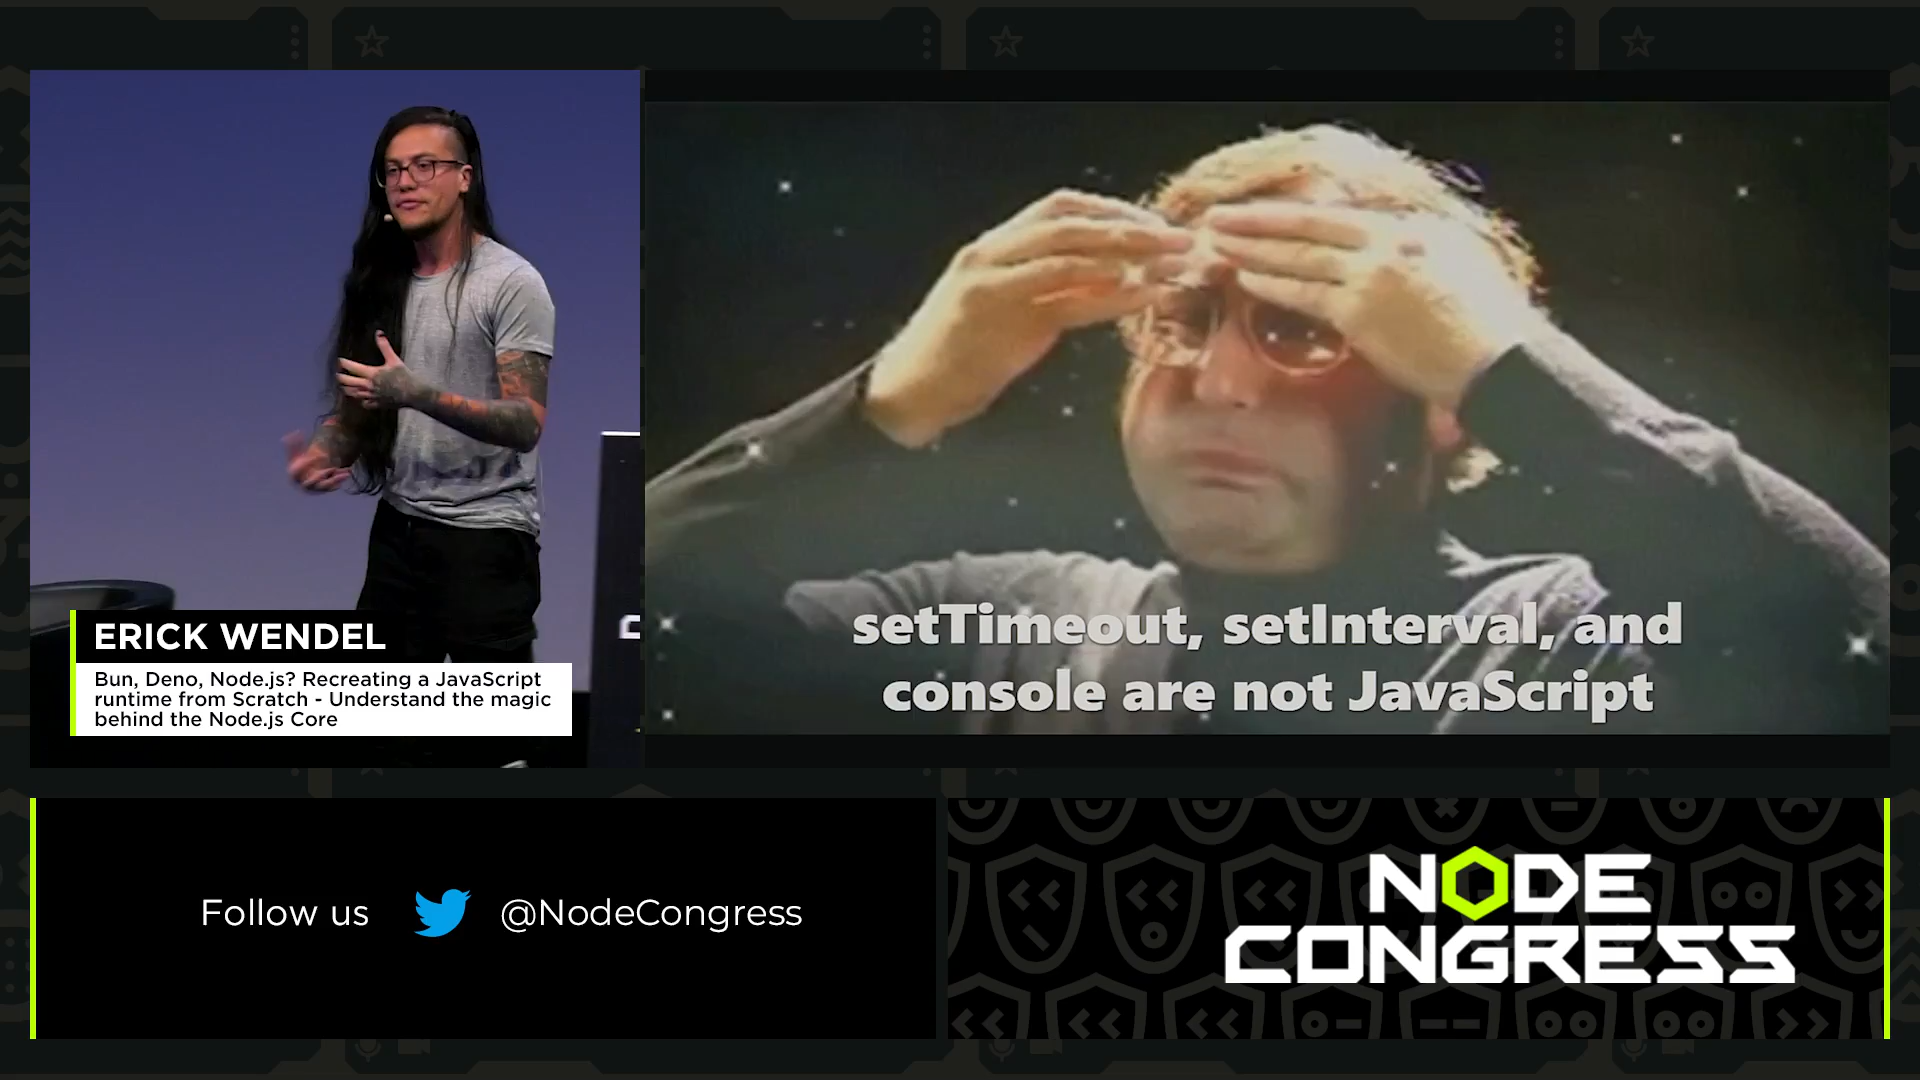 ERICK WENDEL
Bun, Deno, Node.js? Recreating a JavaScript
runtime from Scratch - Understand the magic
behind the Node.js Core
setTimeout, setInterval, and
console are not JavaScript
Follow us @NodeCongress
NODE
CONGRESS